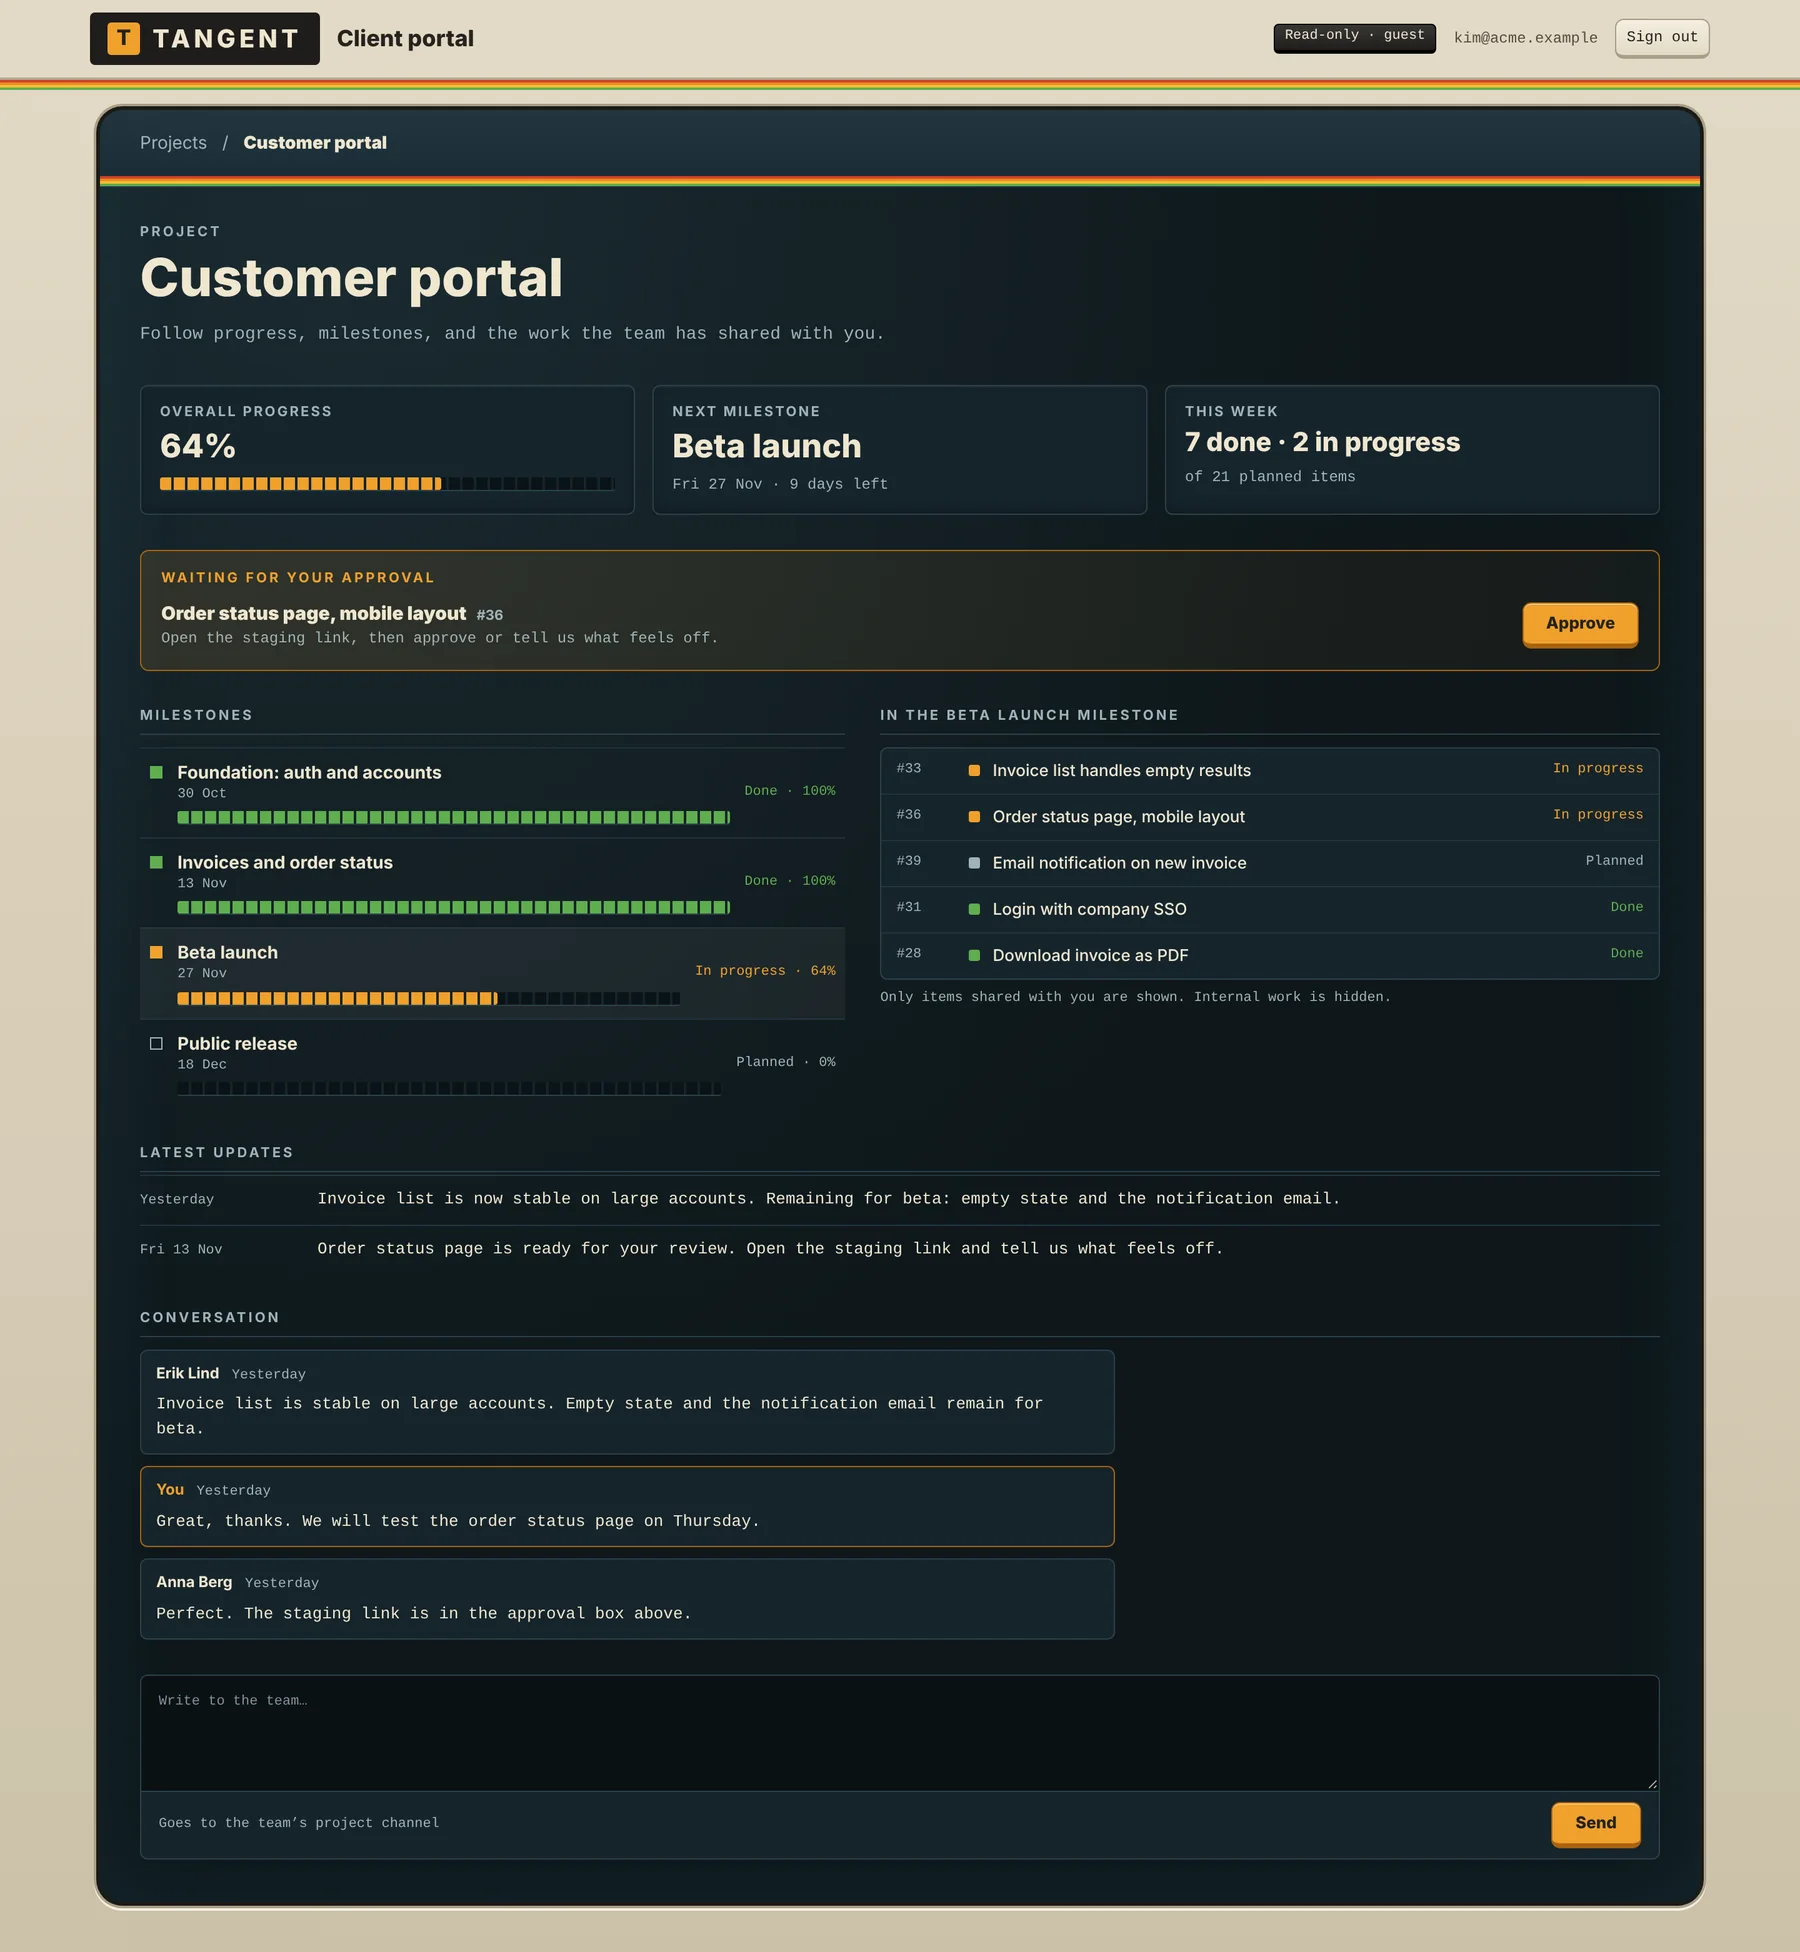 T TANGENT Client portal
Read-only · guest kim@acme.example Sign out
Projects / Customer portal
PROJECT
Customer portal
Follow progress, milestones, and the work the team has shared with you.
OVERALL PROGRESS
64%
NEXT MILESTONE
Beta launch
Fri 27 Nov · 9 days left
THIS WEEK
7 done · 2 in progress
of 21 planned items
WAITING FOR YOUR APPROVAL
Order status page, mobile layout #36
Open the staging link, then approve or tell us what feels off.
Approve
MILESTONES
Foundation: auth and accounts
30 Oct
Done · 100%
Invoices and order status
13 Nov
Done · 100%
Beta launch
27 Nov
In progress · 64%
Public release
18 Dec
Planned · 0%
IN THE BETA LAUNCH MILESTONE
#33 Invoice list handles empty results In progress
#36 Order status page, mobile layout In progress
#39 Email notification on new invoice Planned
#31 Login with company SSO Done
#28 Download invoice as PDF Done
Only items shared with you are shown. Internal work is hidden.
LATEST UPDATES
Yesterday Invoice list is now stable on large accounts. Remaining for beta: empty state and the notification email.
Fri 13 Nov Order status page is ready for your review. Open the staging link and tell us what feels off.
CONVERSATION
Erik Lind Yesterday
Invoice list is stable on large accounts. Empty state and the notification email remain for
beta.
You Yesterday
Great, thanks. We will test the order status page on Thursday.
Anna Berg Yesterday
Perfect. The staging link is in the approval box above.
Write to the team…
Goes to the team’s project channel
Send